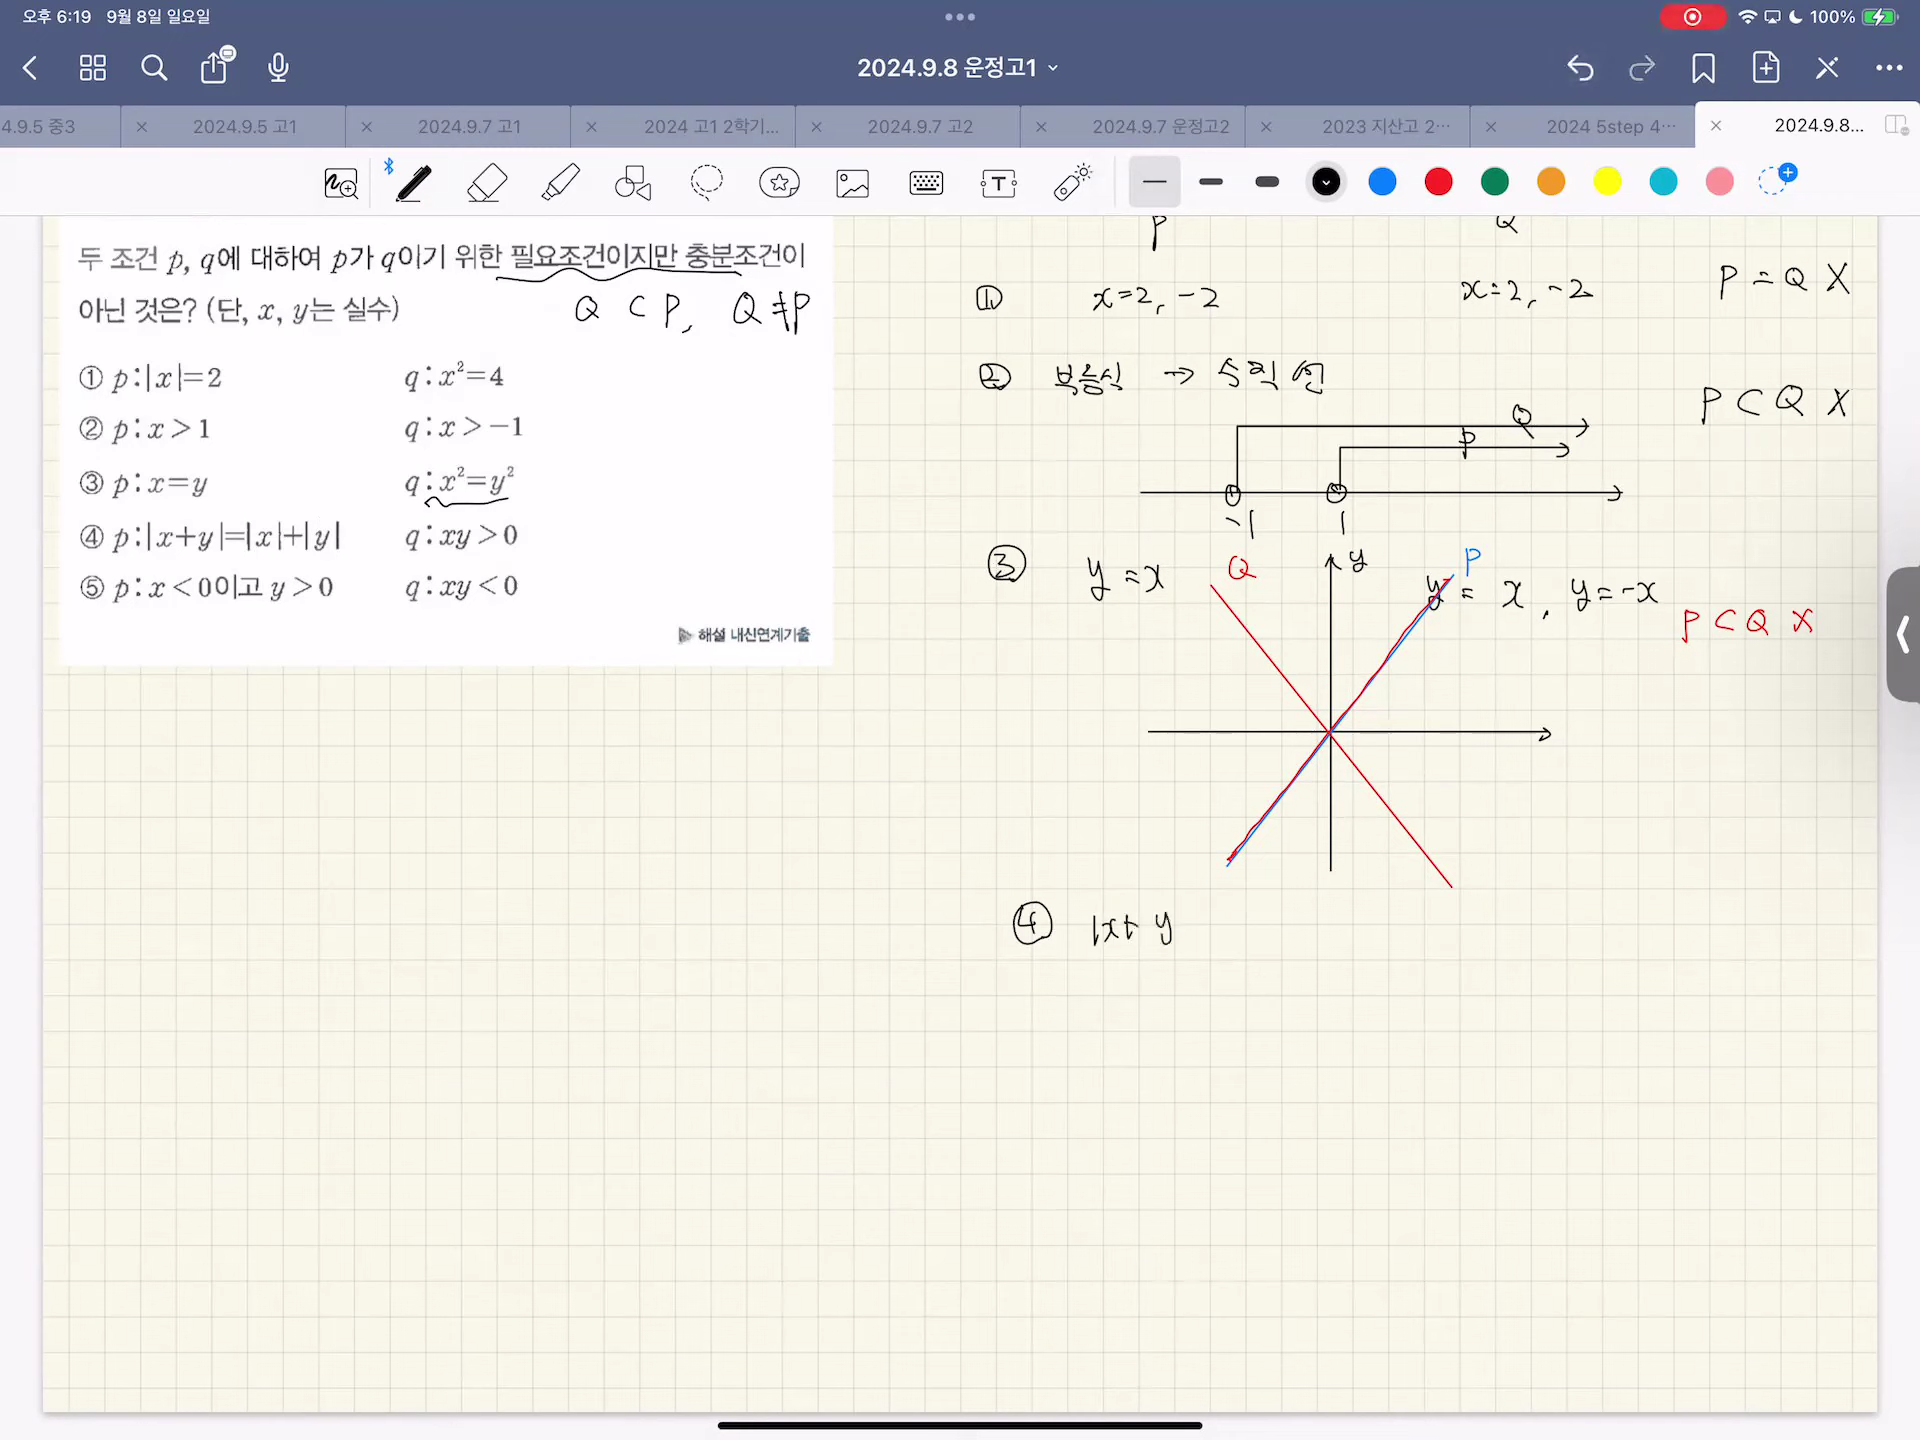 오후 6:19 9월 8일 일요일
100%
2024.9.8 운정고1
4.9.5 중3
2024.9.5 고1
2024.9.7 고1
2024 고1 2학기...
2024.9.7 고2
2024.9.7 운정고2
2023 지산고 2...
2024 5step 4...
2024.9.8...
두 조건 p, q에 대하여 p가 q이기 위한 필요조건이지만 충분조건이
아닌 것은? (단, x, y는 실수)
Q ⊂ P, Q ≠ P
① p : |x|=2 q : x²=4
② p : x>1 q : x>−1
③ p : x=y q : x²=y²
④ p : |x+y|=|x|+|y| q : xy>0
⑤ p : x<0이고 y>0 q : xy<0
▶ 해설 내신연계기출
P Q
① x=2, -2 x=2, -2 P = Q X
② 부등식 → 수직선 P ⊂ Q X
Q
P
-1 1
③ y=x Q y P y = x, y=-x P ⊂ Q X
④ |x+ y